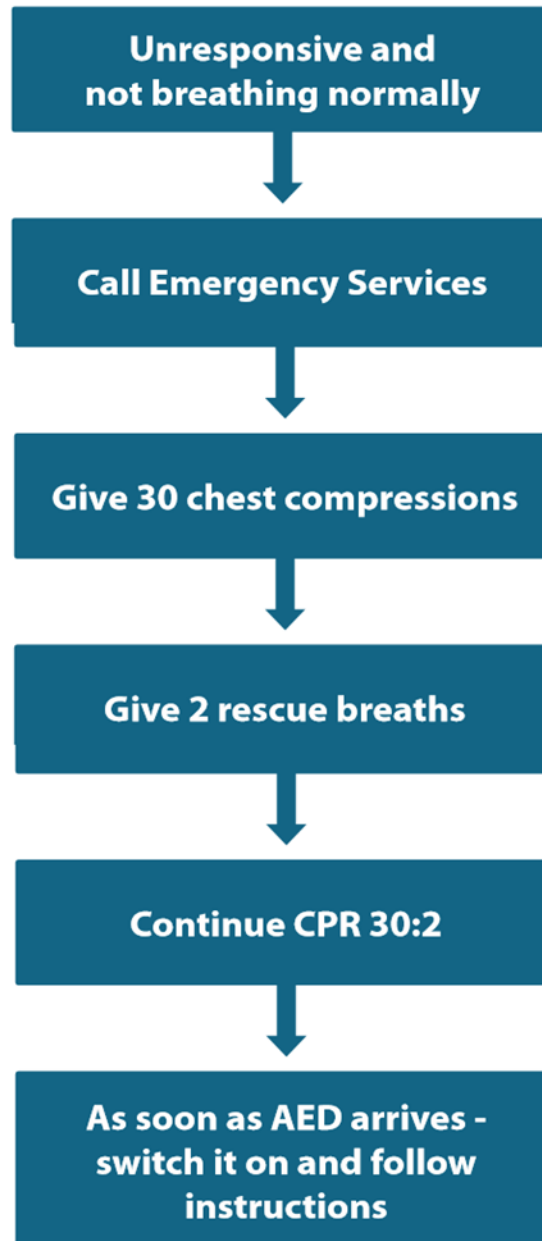 Unresponsive and
not breathing normally
Call Emergency Services
Give 30 chest compressions
Give 2 rescue breaths
Continue CPR 30:2
As soon as AED arrives -
switch it on and follow
instructions